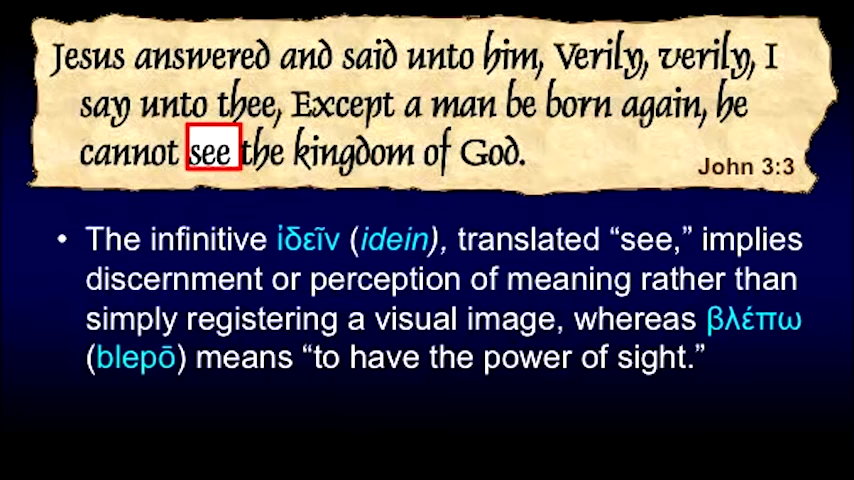 Jesus answered and said unto him, Verily, verily, I
say unto thee, Except a man be born again, he
cannot see the kingdom of God.
John 3:3
• The infinitive ἰδεῖν (idein), translated “see,” implies
discernment or perception of meaning rather than
simply registering a visual image, whereas βλέπω
(blepō) means “to have the power of sight.”